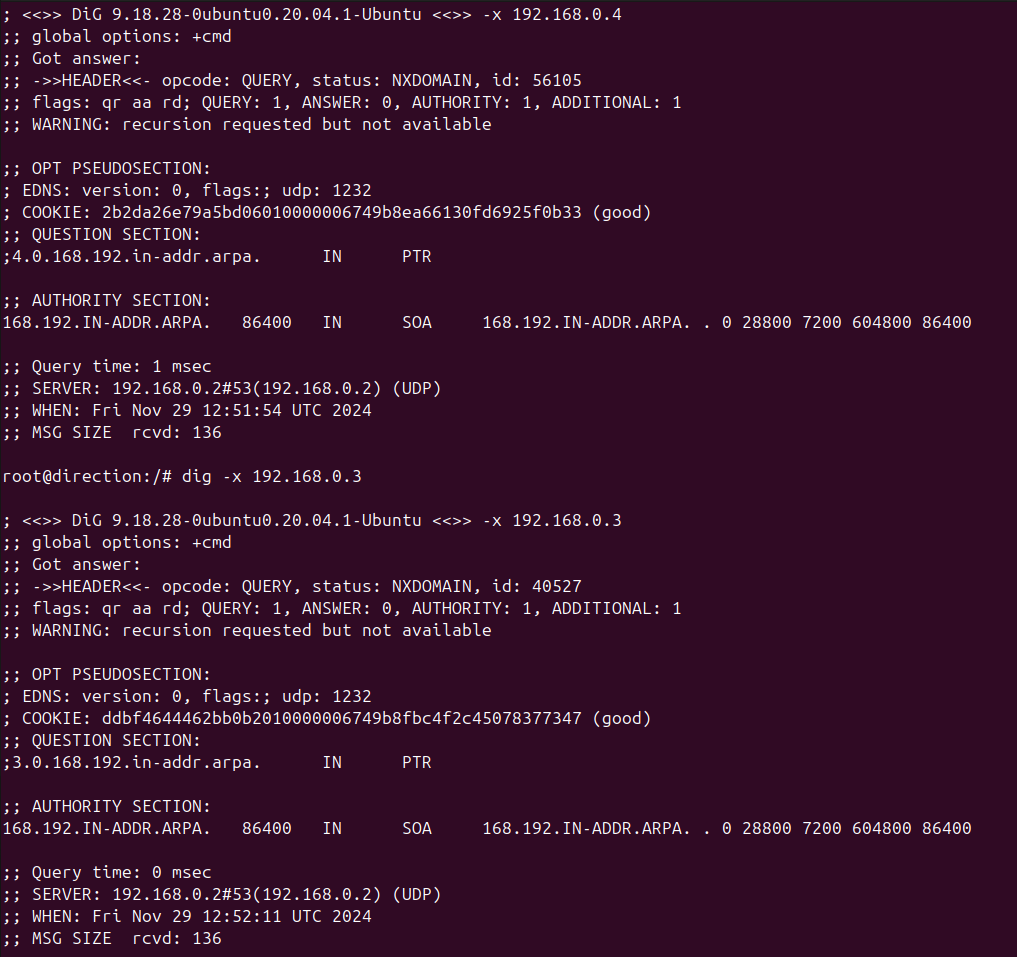 ; <<>> DiG 9.18.28-0ubuntu0.20.04.1-Ubuntu <<>> -x 192.168.0.4
;; global options: +cmd
;; Got answer:
;; ->>HEADER<<- opcode: QUERY, status: NXDOMAIN, id: 56105
;; flags: qr aa rd; QUERY: 1, ANSWER: 0, AUTHORITY: 1, ADDITIONAL: 1
;; WARNING: recursion requested but not available

;; OPT PSEUDOSECTION:
; EDNS: version: 0, flags:; udp: 1232
; COOKIE: 2b2da26e79a5bd06010000006749b8ea66130fd6925f0b33 (good)
;; QUESTION SECTION:
;4.0.168.192.in-addr.arpa.      IN      PTR

;; AUTHORITY SECTION:
168.192.IN-ADDR.ARPA.   86400   IN      SOA     168.192.IN-ADDR.ARPA. . 0 28800 7200 604800 86400

;; Query time: 1 msec
;; SERVER: 192.168.0.2#53(192.168.0.2) (UDP)
;; WHEN: Fri Nov 29 12:51:54 UTC 2024
;; MSG SIZE  rcvd: 136

root@direction:/# dig -x 192.168.0.3

; <<>> DiG 9.18.28-0ubuntu0.20.04.1-Ubuntu <<>> -x 192.168.0.3
;; global options: +cmd
;; Got answer:
;; ->>HEADER<<- opcode: QUERY, status: NXDOMAIN, id: 40527
;; flags: qr aa rd; QUERY: 1, ANSWER: 0, AUTHORITY: 1, ADDITIONAL: 1
;; WARNING: recursion requested but not available

;; OPT PSEUDOSECTION:
; EDNS: version: 0, flags:; udp: 1232
; COOKIE: ddbf4644462bb0b2010000006749b8fbc4f2c45078377347 (good)
;; QUESTION SECTION:
;3.0.168.192.in-addr.arpa.      IN      PTR

;; AUTHORITY SECTION:
168.192.IN-ADDR.ARPA.   86400   IN      SOA     168.192.IN-ADDR.ARPA. . 0 28800 7200 604800 86400

;; Query time: 0 msec
;; SERVER: 192.168.0.2#53(192.168.0.2) (UDP)
;; WHEN: Fri Nov 29 12:52:11 UTC 2024
;; MSG SIZE  rcvd: 136